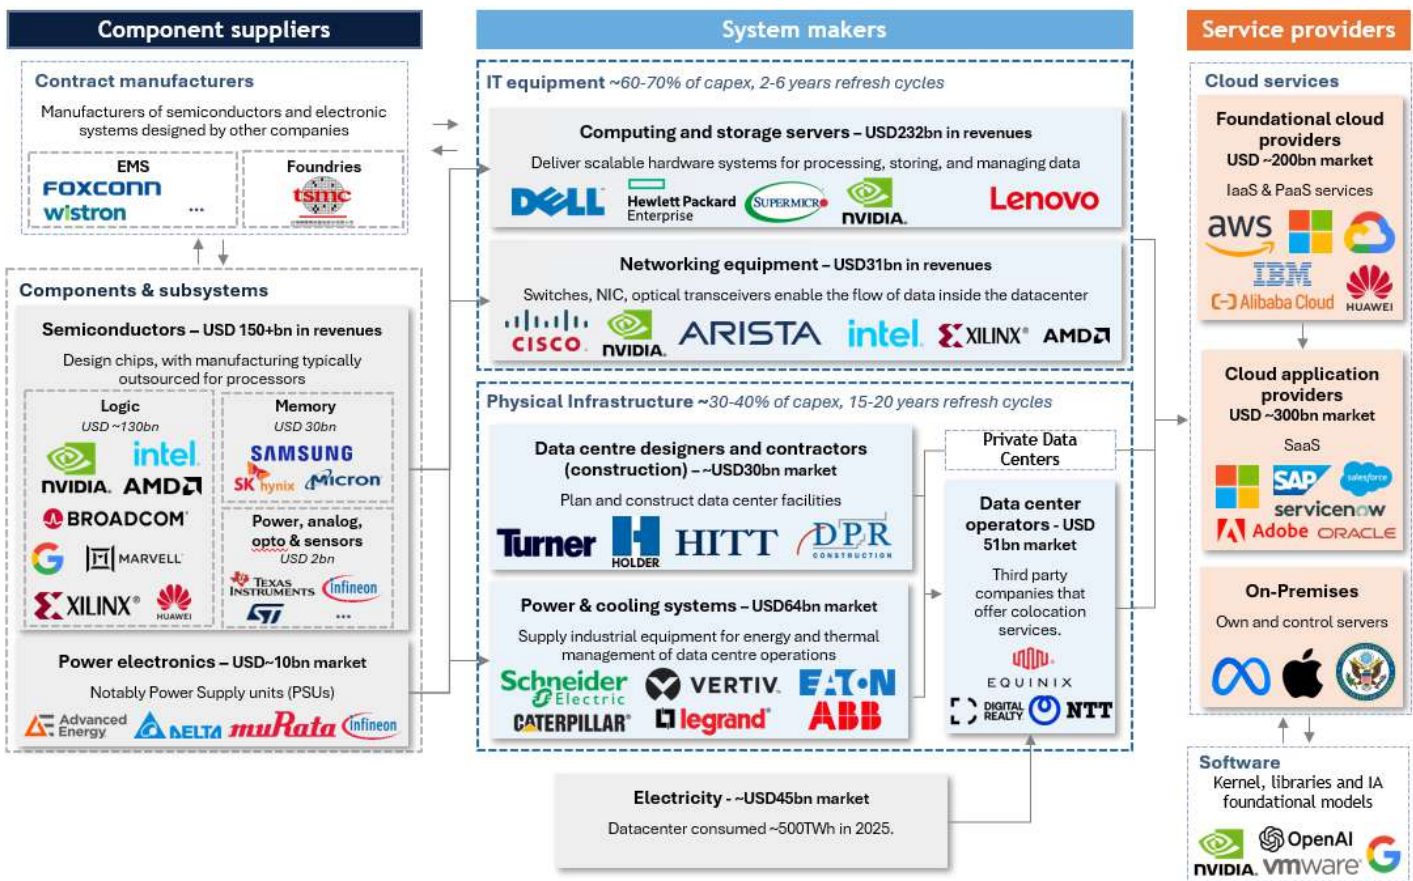 Component suppliers
System makers
Service providers
Contract manufacturers
Manufacturers of semiconductors and electronic
systems designed by other companies
EMS
FOXCONN
wistron
...
Foundries
tsmc
Components & subsystems
Semiconductors – USD 150+bn in revenues
Design chips, with manufacturing typically
outsourced for processors
Logic
USD ~130bn
NVIDIA.
intel.
AMD
BROADCOM
G
MARVELL
XILINX
HUAWEI
Memory
USD 30bn
SAMSUNG
SK hynix
Micron
Power, analog,
opto & sensors
USD 2bn
TEXAS
INSTRUMENTS
infineon
ST
...
Power electronics – USD~10bn market
Notably Power Supply units (PSUs)
Advanced
Energy
DELTA
muRata
infineon
IT equipment ~60-70% of capex, 2-6 years refresh cycles
Computing and storage servers – USD232bn in revenues
Deliver scalable hardware systems for processing, storing, and managing data
DELL
Hewlett Packard
Enterprise
SUPERMICR
NVIDIA.
Lenovo
Networking equipment – USD31bn in revenues
Switches, NIC, optical transceivers enable the flow of data inside the datacenter
CISCO
NVIDIA.
ARISTA
intel.
XILINX
AMD
Physical Infrastructure ~30-40% of capex, 15-20 years refresh cycles
Data centre designers and contractors
(construction) – ~USD30bn market
Plan and construct data center facilities
Turner
H
HOLDER
HITT
DPR
CONSTRUCTION
Power & cooling systems – USD64bn market
Supply industrial equipment for energy and thermal
management of data centre operations
Schneider
Electric
VERTIV
EATON
CATERPILLAR
legrand
ABB
Private Data
Centers
Data center
operators - USD
51bn market
Third party
companies that
offer colocation
services.
EQUINIX
DIGITAL
REALTY
NTT
Electricity - ~USD45bn market
Datacenter consumed ~500TWh in 2025.
Cloud services
Foundational cloud
providers
USD ~200bn market
IaaS & PaaS services
aws
IBM
Alibaba Cloud
HUAWEI
Cloud application
providers
USD ~300bn market
SaaS
SAP
salesforce
servicenow
Adobe
ORACLE
On-Premises
Own and control servers
Software
Kernel, libraries and IA
foundational models
NVIDIA.
OpenAI
vmware
G